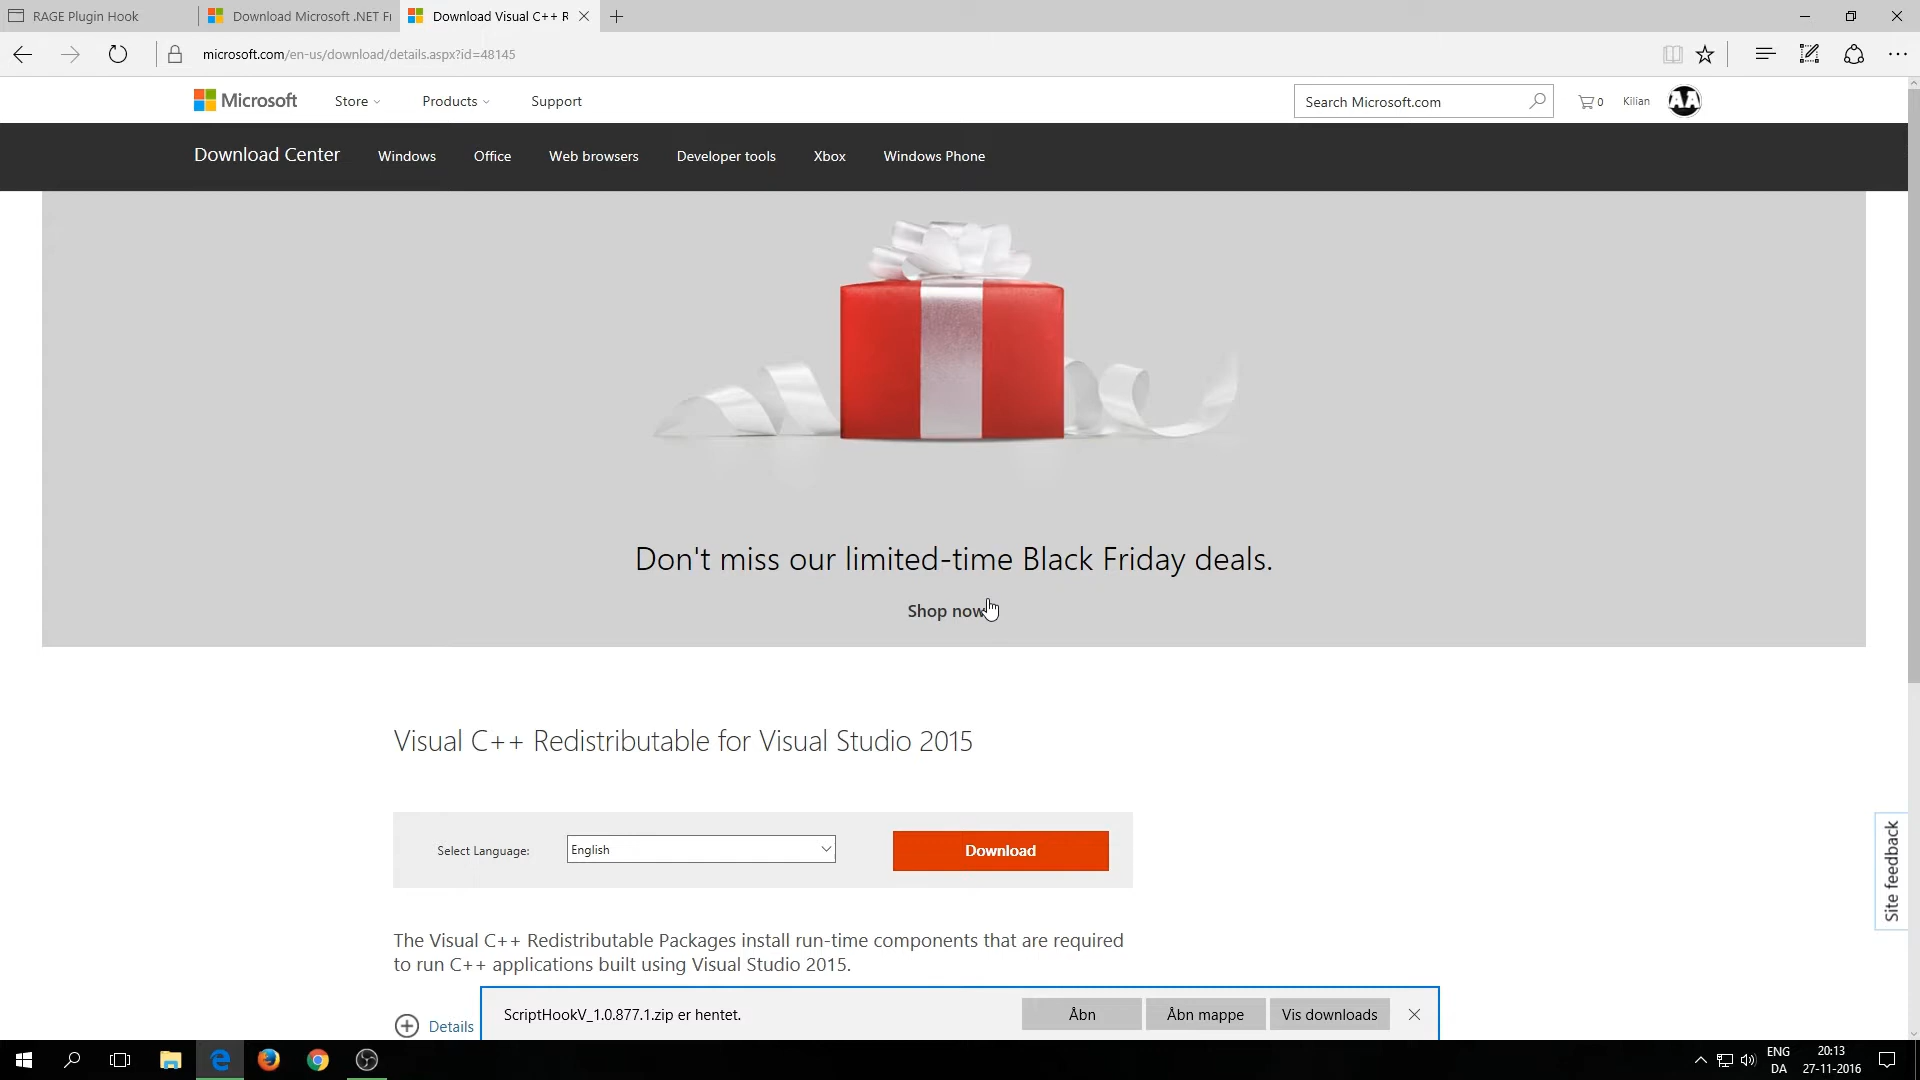 RAGE Plugin Hook
Download Microsoft .NET Fr
Download Visual C++ R
microsoft.com/en-us/download/details.aspx?id=48145
Microsoft
Store
Products
Support
Search Microsoft.com
0
Kilian
AA
Download Center
Windows
Office
Web browsers
Developer tools
Xbox
Windows Phone
Don't miss our limited-time Black Friday deals.
Shop now
Visual C++ Redistributable for Visual Studio 2015
Select Language:
English
Download
Site feedback
The Visual C++ Redistributable Packages install run-time components that are required
to run C++ applications built using Visual Studio 2015.
Details
ScriptHookV_1.0.877.1.zip er hentet.
Åbn
Åbn mappe
Vis downloads
ENG
DA
20:13
27-11-2016